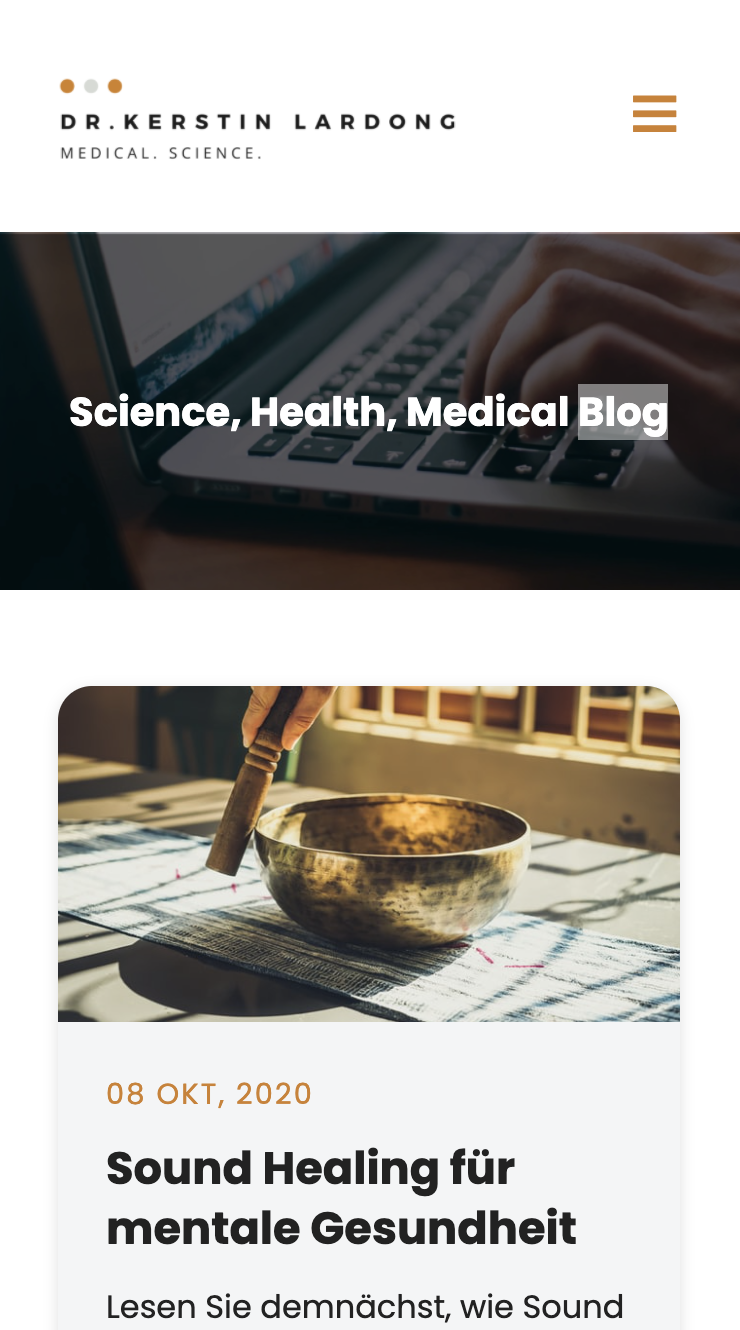 DR.KERSTIN LARDONG
MEDICAL. SCIENCE.
Science, Health, Medical Blog
08 OKT, 2020
Sound Healing für
mentale Gesundheit
Lesen Sie demnächst, wie Sound